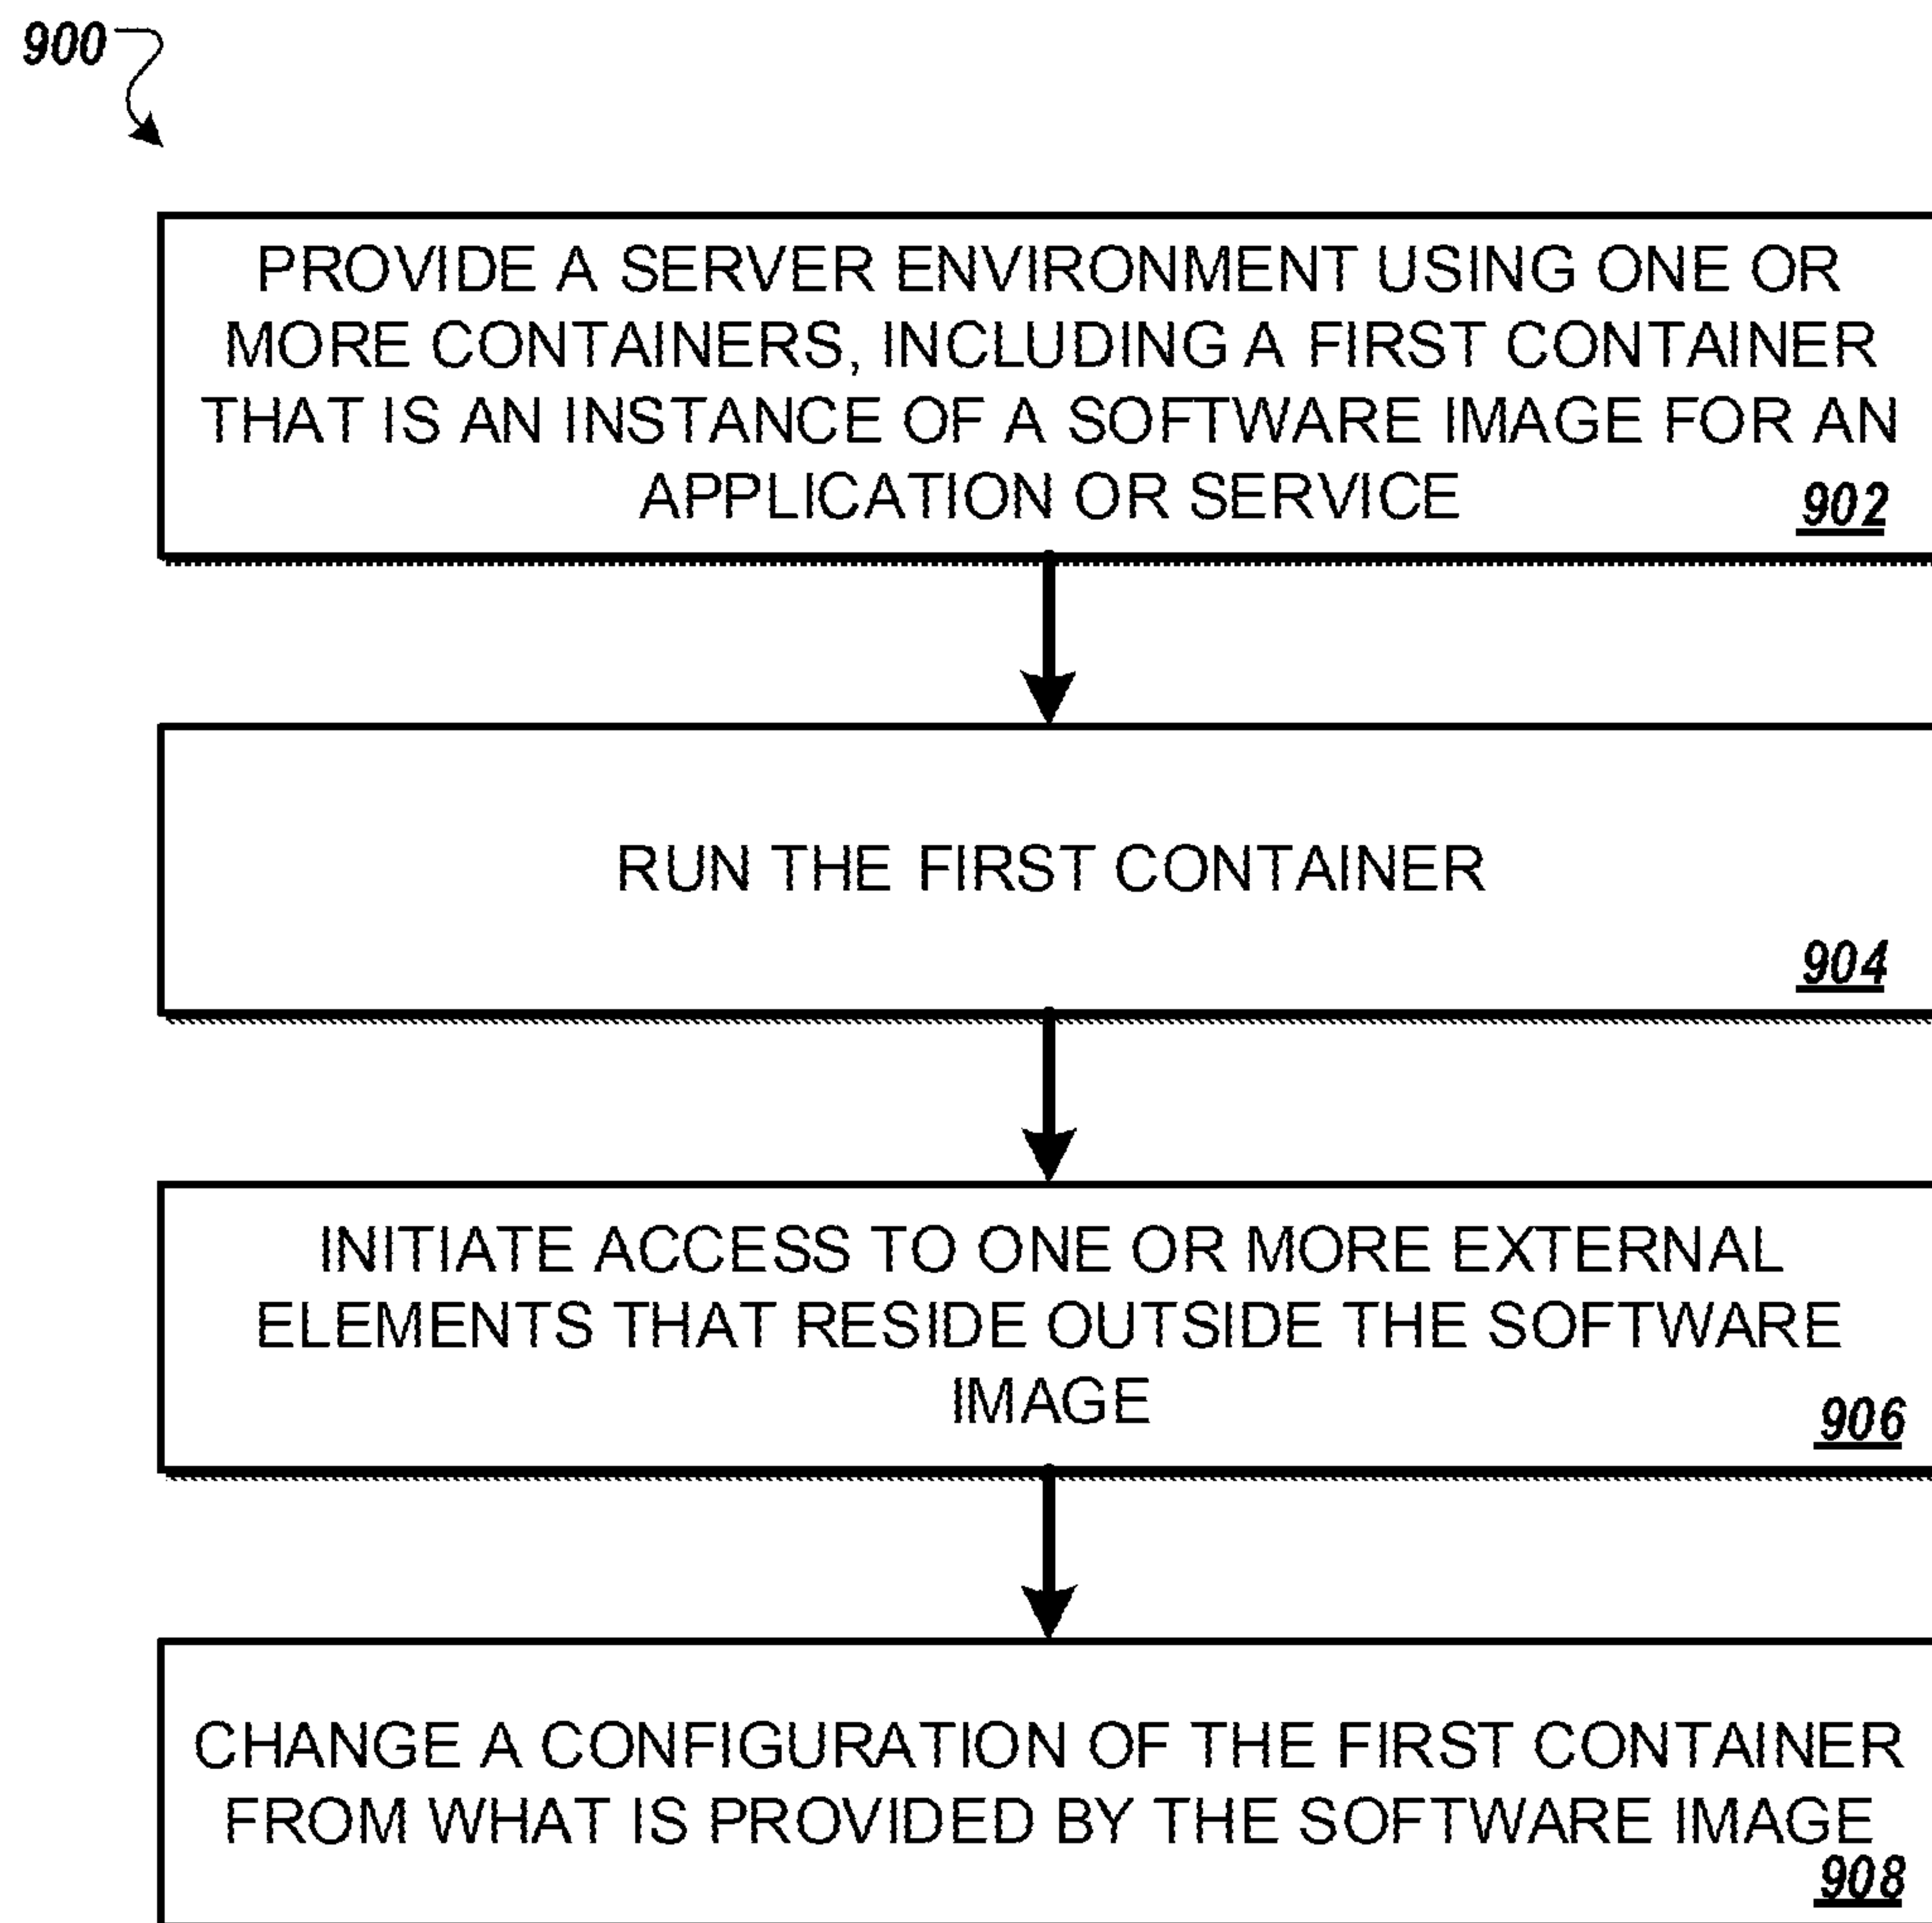 900
PROVIDE A SERVER ENVIRONMENT USING ONE OR
MORE CONTAINERS, INCLUDING A FIRST CONTAINER
THAT IS AN INSTANCE OF A SOFTWARE IMAGE FOR AN
APPLICATION OR SERVICE
902
RUN THE FIRST CONTAINER
904
INITIATE ACCESS TO ONE OR MORE EXTERNAL
ELEMENTS THAT RESIDE OUTSIDE THE SOFTWARE
IMAGE
906
CHANGE A CONFIGURATION OF THE FIRST CONTAINER
FROM WHAT IS PROVIDED BY THE SOFTWARE IMAGE
908